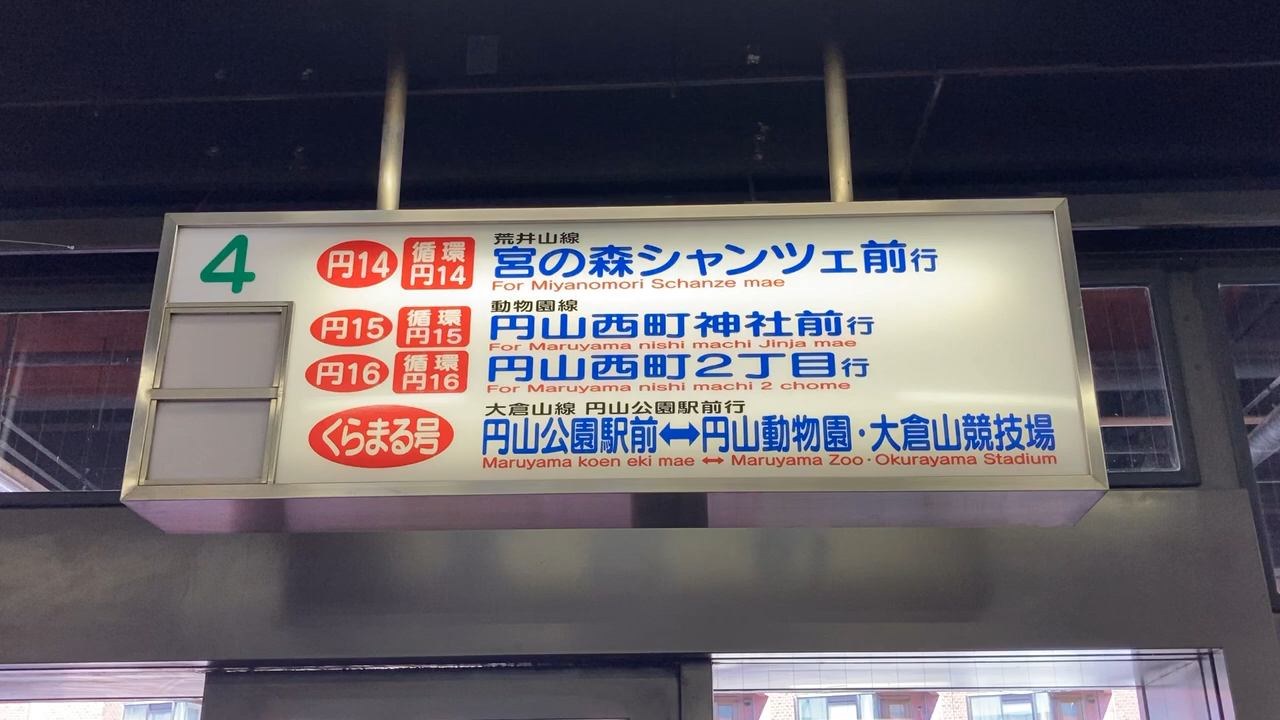 4
円14 循環 円14
荒井山線
宮の森シャンツェ前行
For Miyanomori Schanze mae
円15 循環 円15
動物園線
円山西町神社前行
For Maruyama nishi machi Jinja mae
円16 循環 円16
円山西町2丁目行
For Maruyama nishi machi 2 chome
くらまる号
大倉山線 円山公園駅前行
円山公園駅前↔円山動物園・大倉山競技場
Maruyama koen eki mae ↔ Maruyama Zoo・Okurayama Stadium